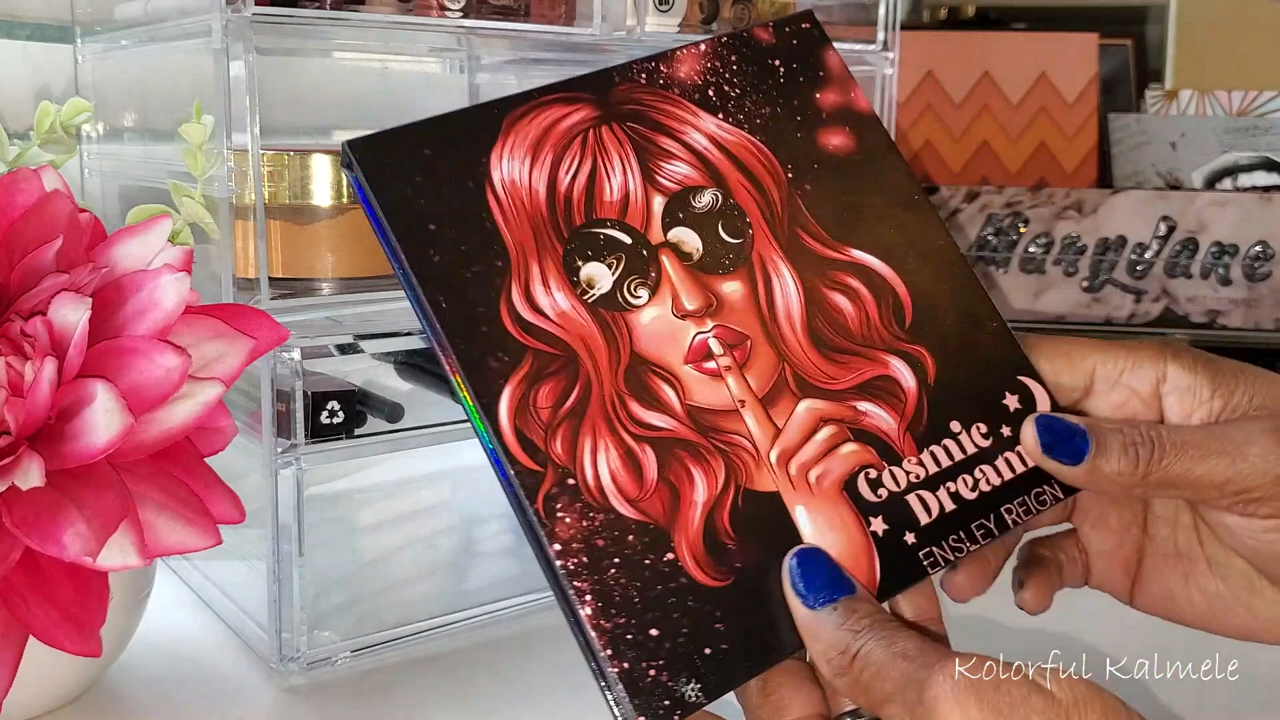 MaryJane
Cosmic
Dream
ENSLEY REIGN
Kolorful Kalmele